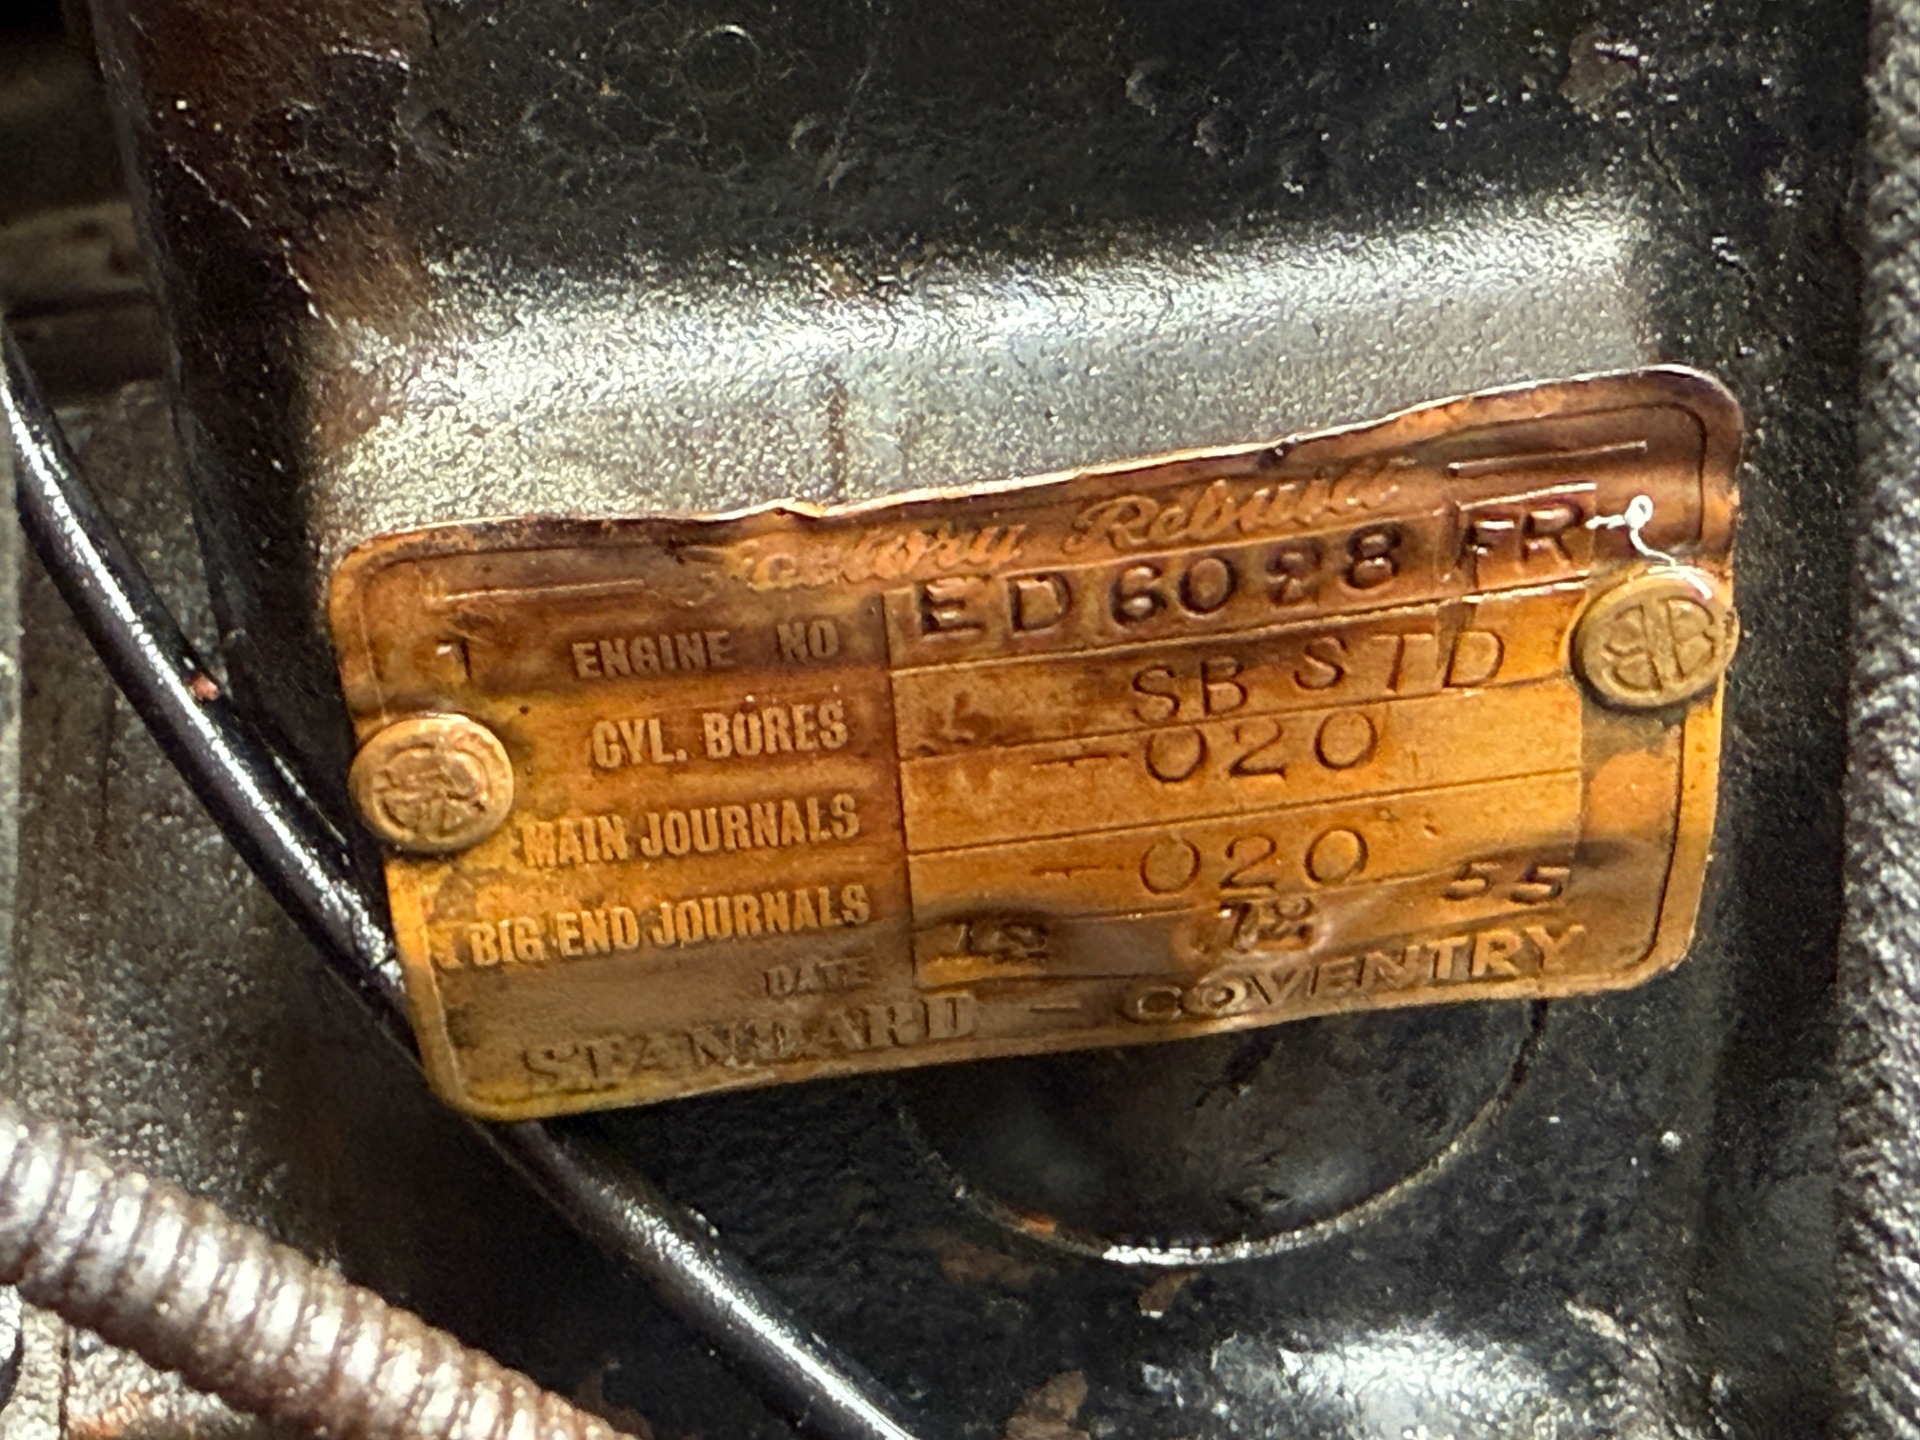 Factory Rebuilt
ENGINE NO ED 6028 FR
CYL. BORES SB STD
MAIN JOURNALS -020
BIG END JOURNALS -020
DATE 12 12 55
STANDARD - COVENTRY